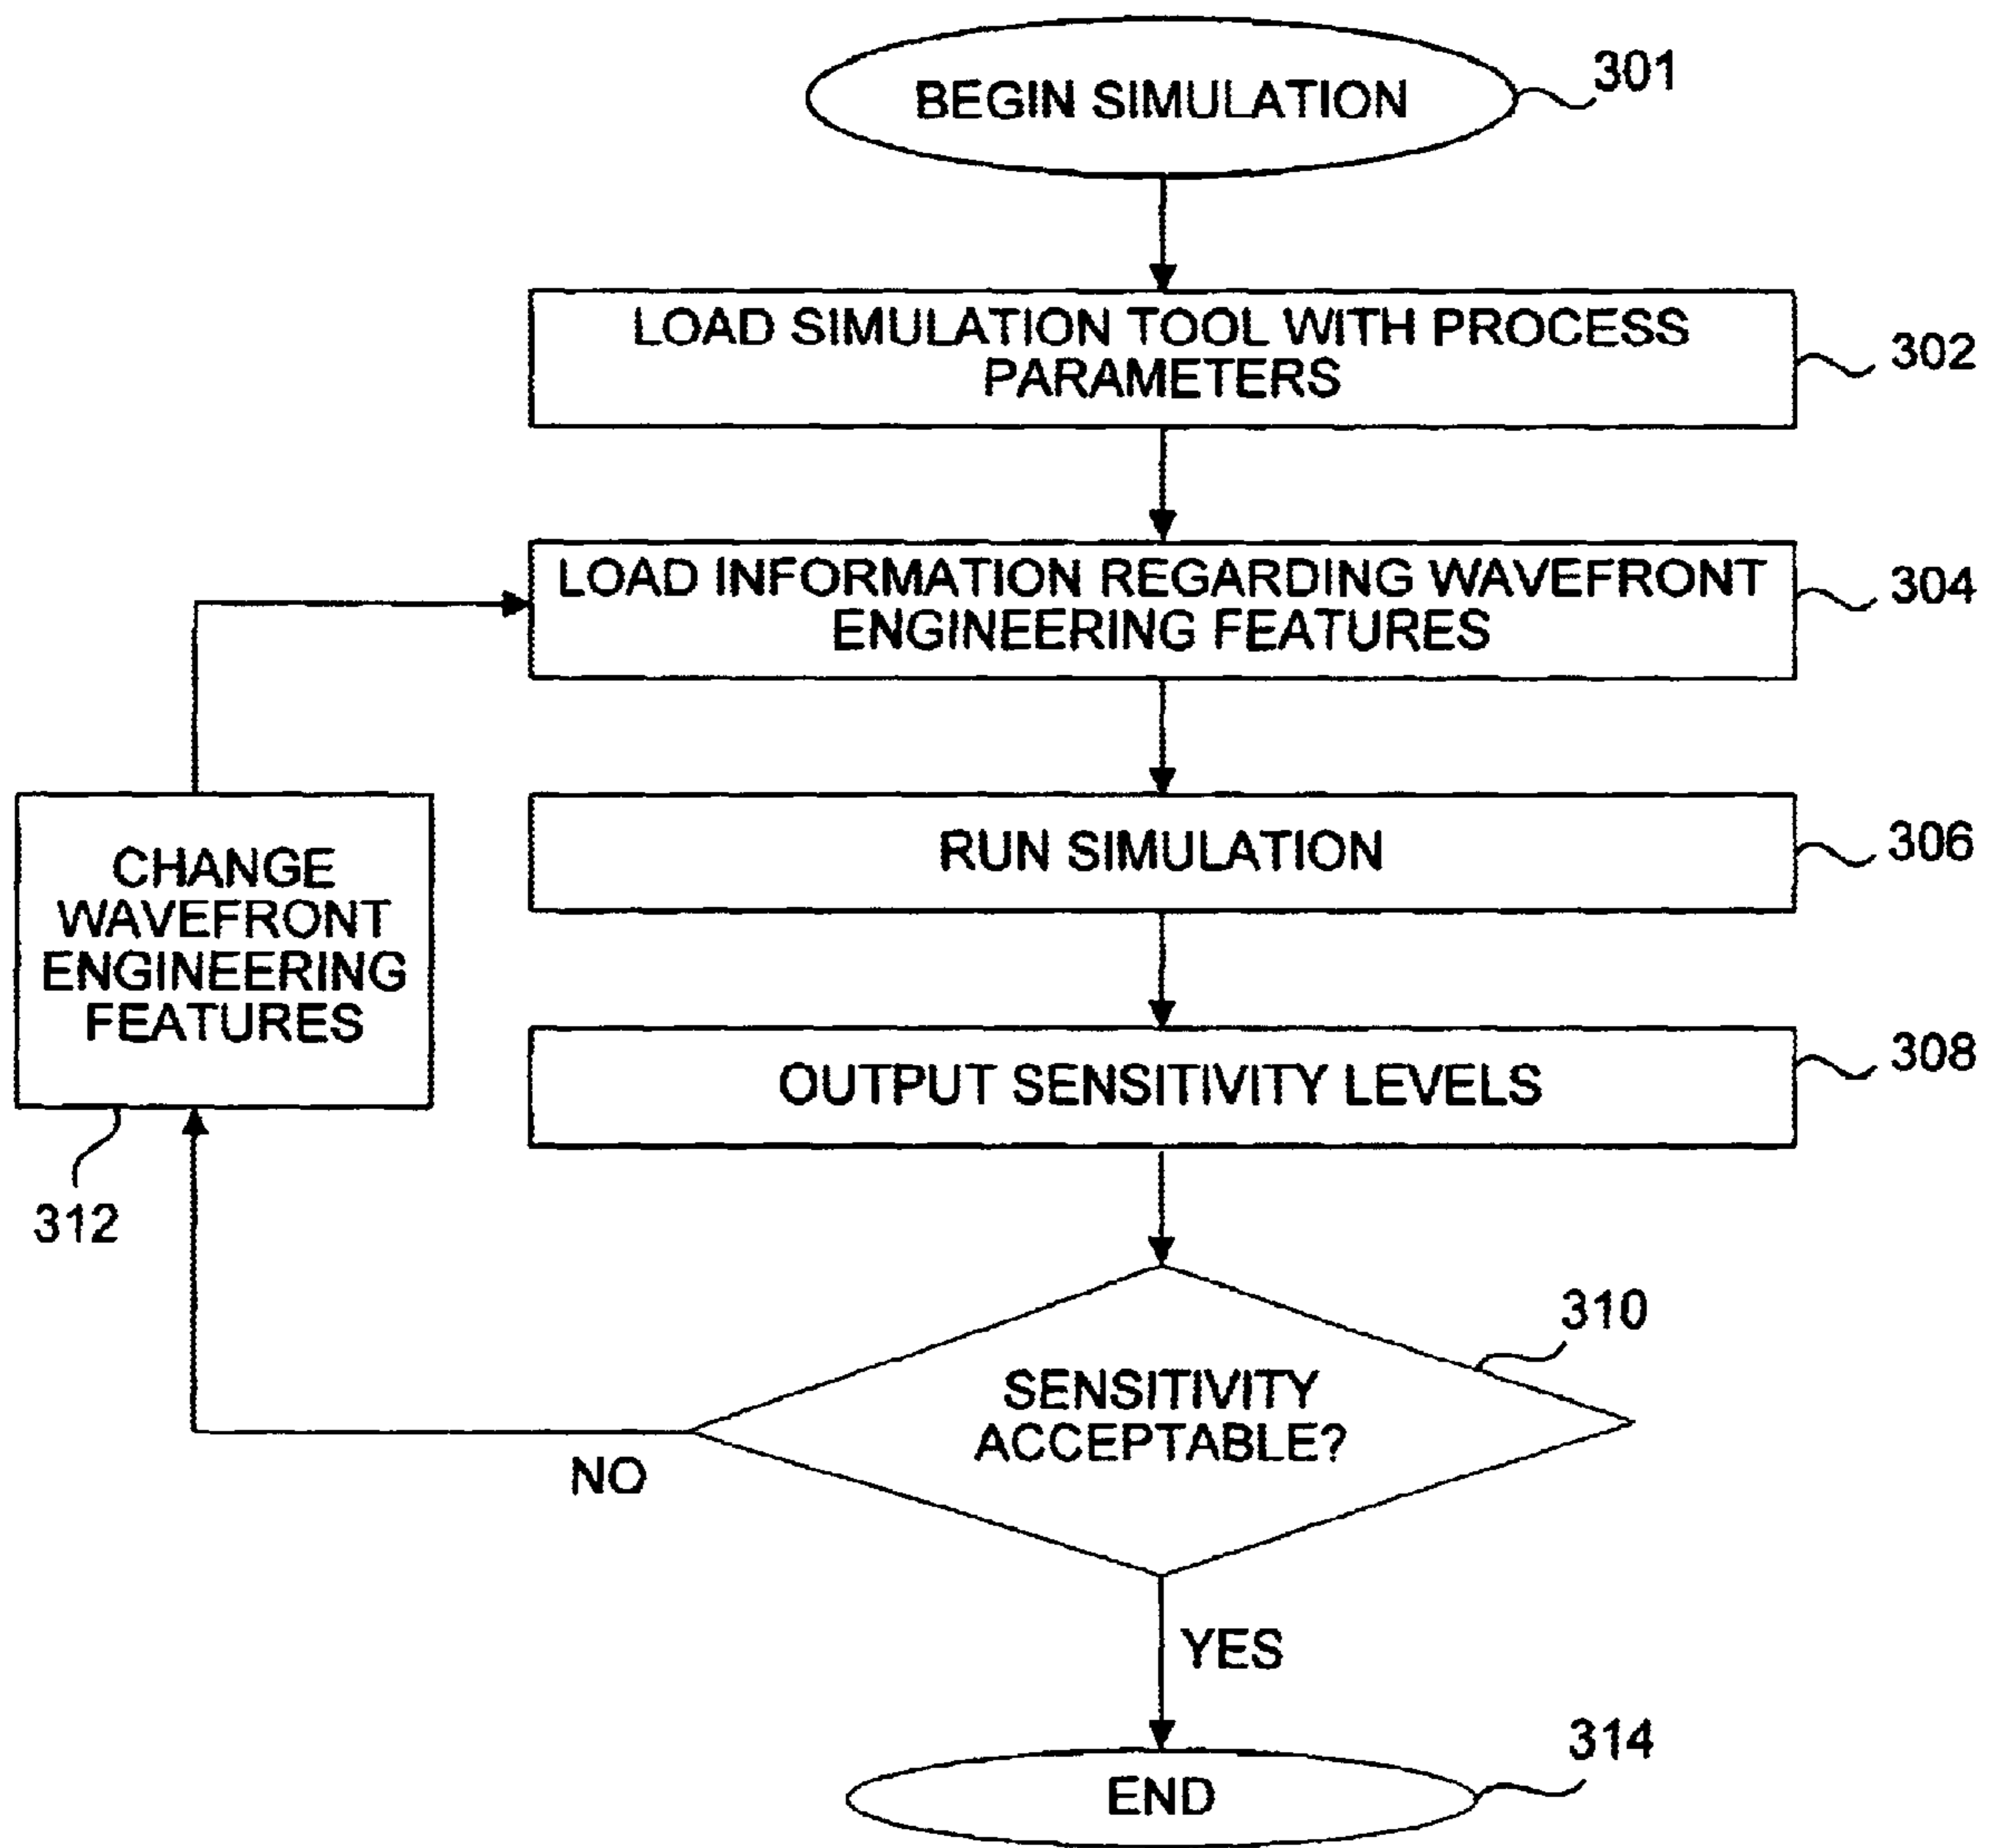 BEGIN SIMULATION
301
LOAD SIMULATION TOOL WITH PROCESS
PARAMETERS
302
LOAD INFORMATION REGARDING WAVEFRONT
ENGINEERING FEATURES
304
RUN SIMULATION
306
CHANGE
WAVEFRONT
ENGINEERING
FEATURES
312
OUTPUT SENSITIVITY LEVELS
308
SENSITIVITY
ACCEPTABLE?
310
NO
YES
END
314